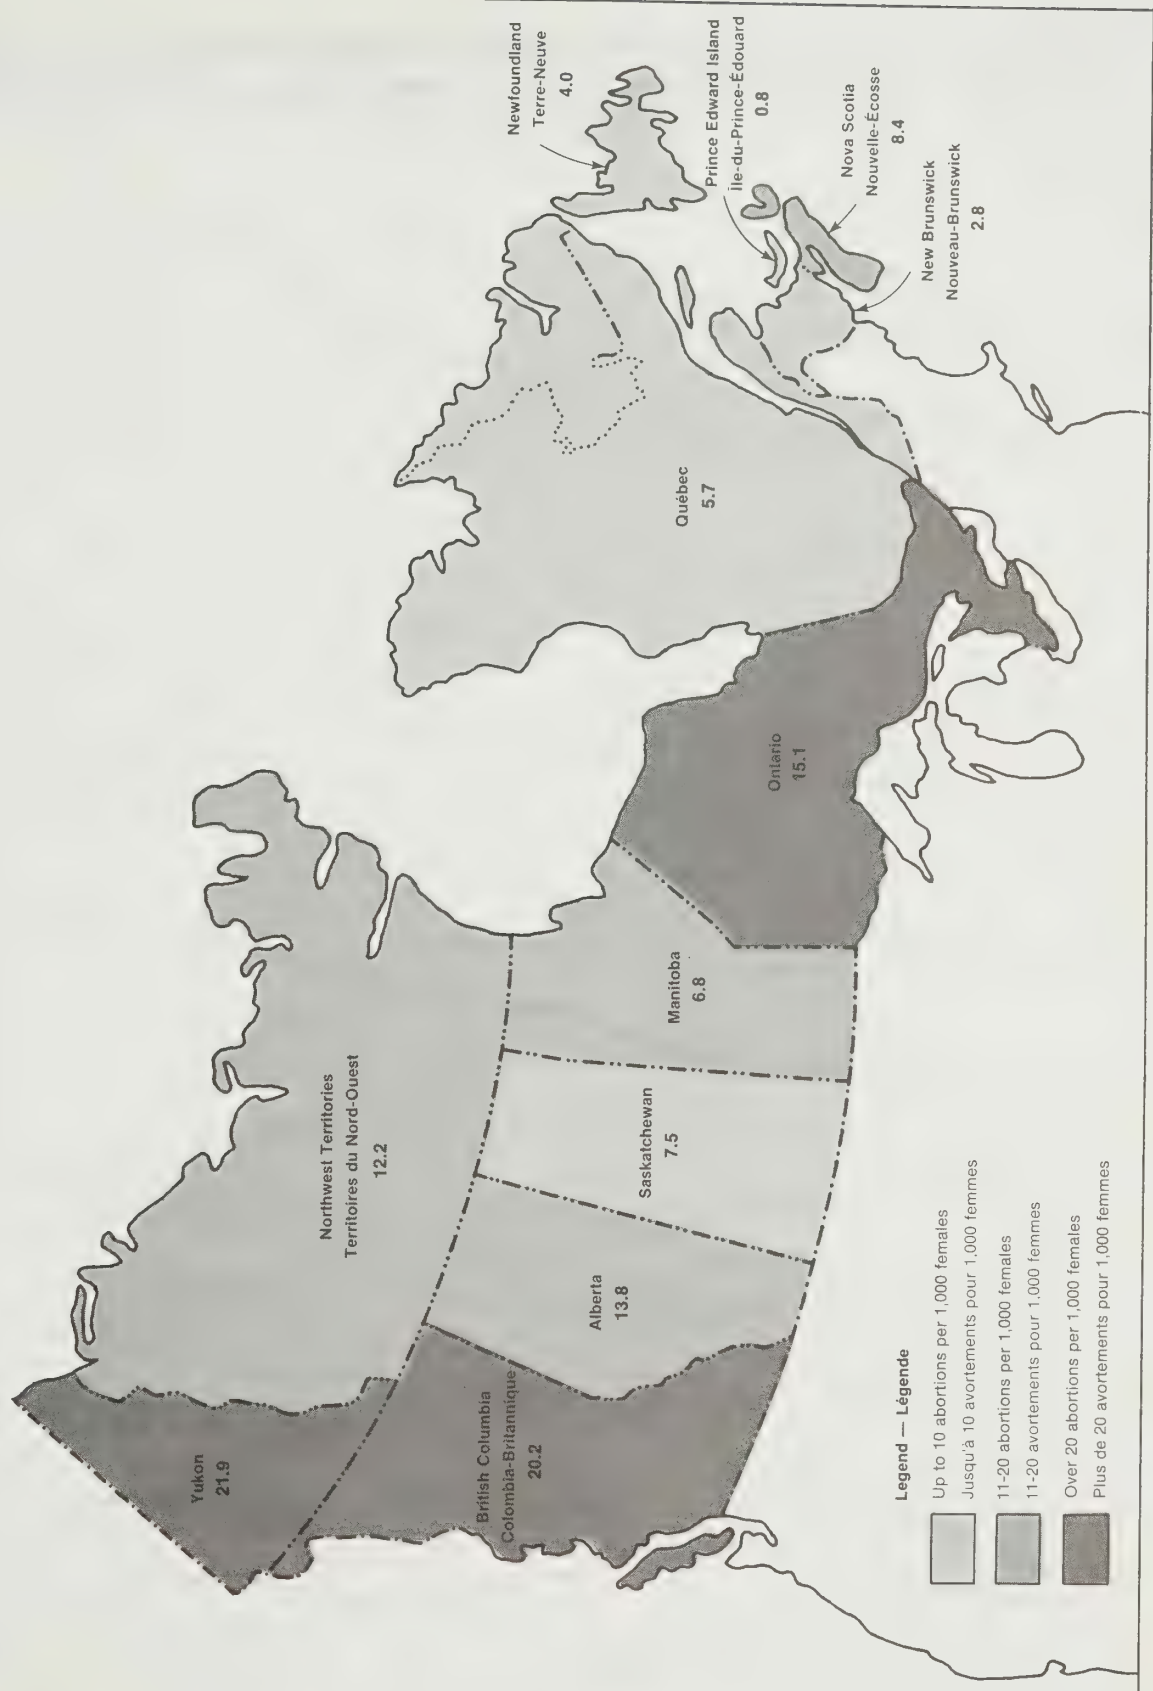 Yukon
21.9
Northwest Territories
Territoires du Nord-Ouest
12.2
British Columbia
Colombia-Britannique
20.2
Alberta
13.8
Saskatchewan
7.5
Manitoba
6.8
Ontario
15.1
Québec
5.7
Newfoundland
Terre-Neuve
4.0
Prince Edward Island
Île-du-Prince-Édouard
0.8
Nova Scotia
Nouvelle-Écosse
8.4
New Brunswick
Nouveau-Brunswick
2.8
Legend — Légende
Up to 10 abortions per 1,000 females
Jusqu'à 10 avortements pour 1,000 femmes
11-20 abortions per 1,000 females
11-20 avortements pour 1,000 femmes
Over 20 abortions per 1,000 females
Plus de 20 avortements pour 1,000 femmes